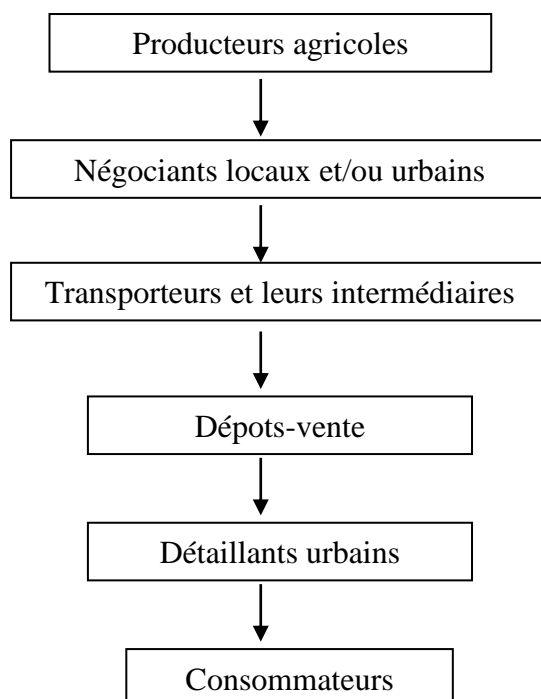 Producteurs agricoles
Négociants locaux et/ou urbains
Transporteurs et leurs intermédiaires
Dépots-vente
Détaillants urbains
Consommateurs